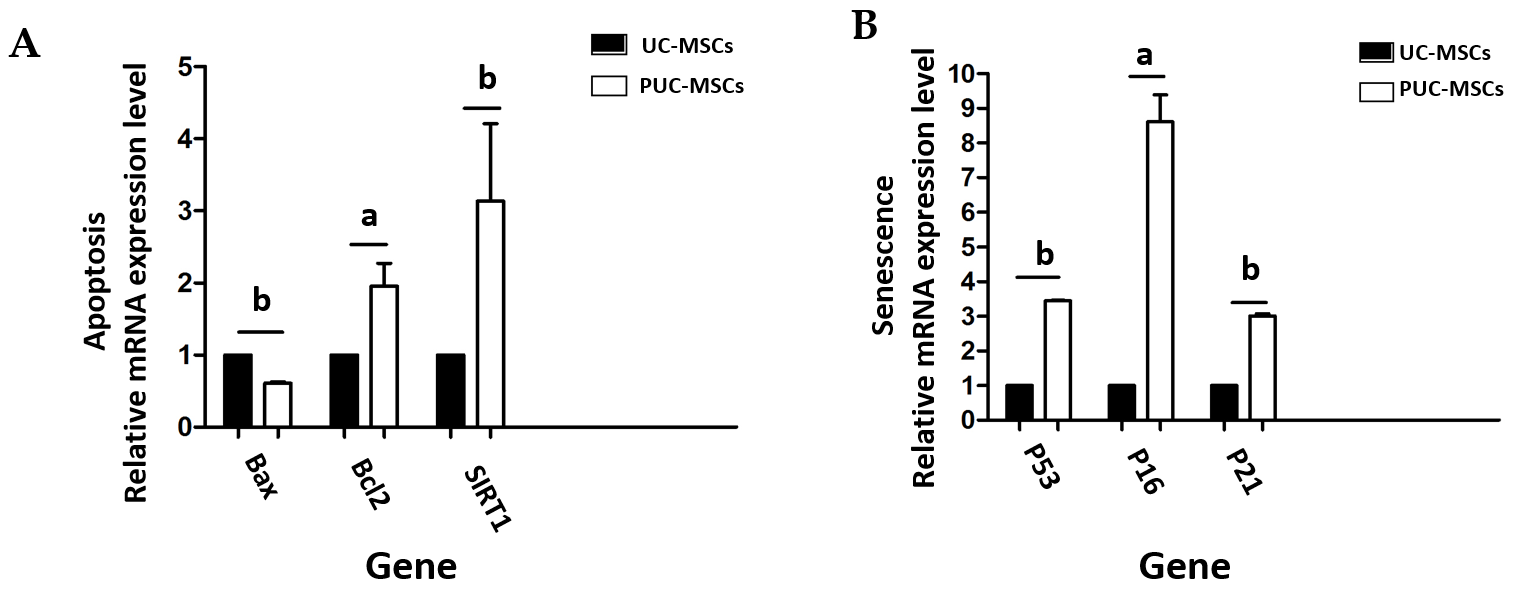 A
UC-MSCs
PUC-MSCs
Apoptosis
Relative mRNA expression level
5
4
3
2
1
0
b
a
b
Bax
Bcl2
SIRT1
Gene
B
UC-MSCs
PUC-MSCs
Senescence
Relative mRNA expression level
10
9
8
7
6
5
4
3
2
1
0
b
a
b
P53
P16
P21
Gene